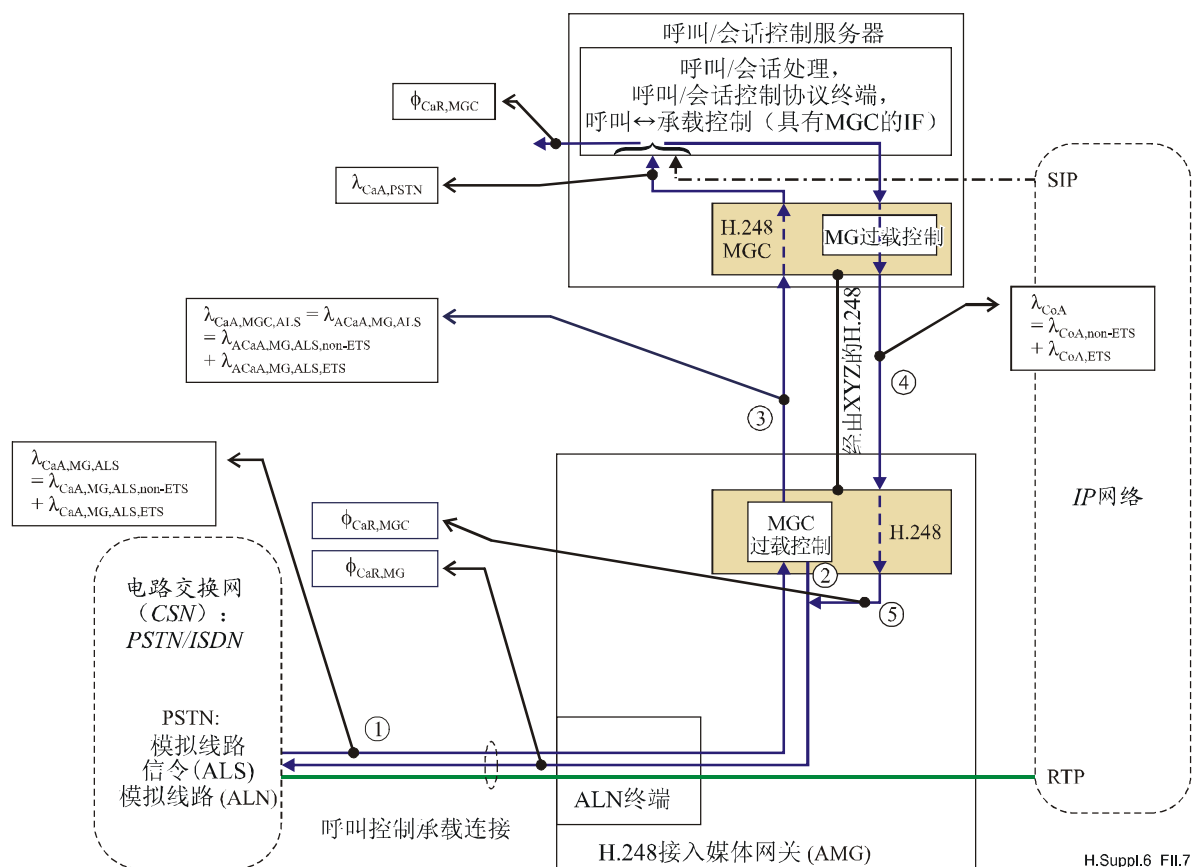 呼叫/会话控制服务器
呼叫/会话处理，
呼叫/会话控制协议终端，
呼叫↔承载控制（具有MGC的IF）
ϕCaR,MGC
λCaA,PSTN
SIP
H.248
MGC
MG过载控制
λCaA,MGC,ALS = λACaA,MG,ALS
= λACaA,MG,ALS,non-ETS
+ λACaA,MG,ALS,ETS
λCoA
= λCoA,non-ETS
+ λCoA,ETS
经由XYZ的H.248
③
④
λCaA,MG,ALS
= λCaA,MG,ALS,non-ETS
+ λCaA,MG,ALS,ETS
IP网络
ϕCaR,MGC
ϕCaR,MG
MGC
过载控制
H.248
②
⑤
电路交换网
（CSN）：
PSTN/ISDN
①
PSTN:
模拟线路
信令(ALS)
模拟线路 (ALN)
RTP
ALN终端
呼叫控制承载连接
H.248接入媒体网关 (AMG)
H.Suppl.6_FII.7